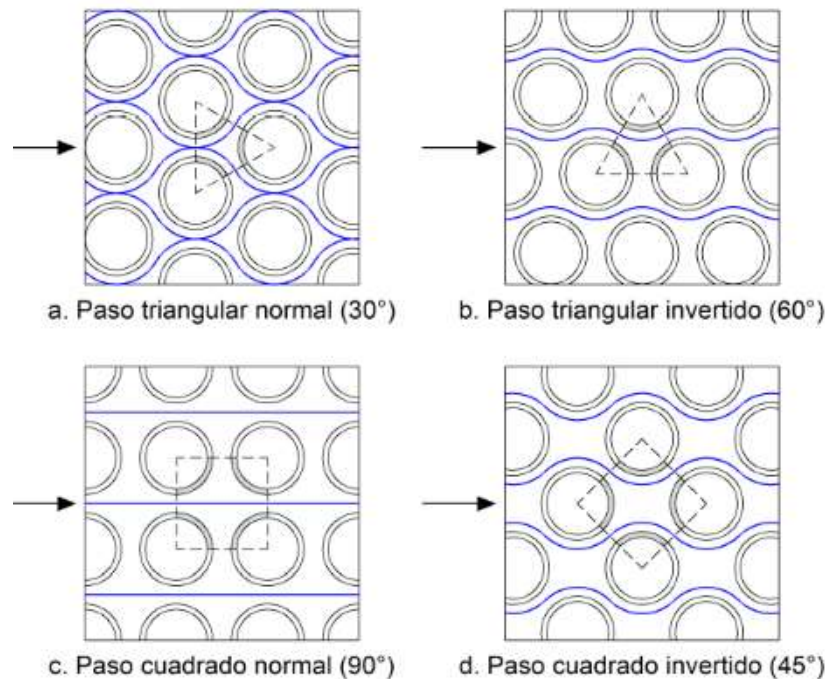 a. Paso triangular normal (30°)
b. Paso triangular invertido (60°)
c. Paso cuadrado normal (90°)
d. Paso cuadrado invertido (45°)